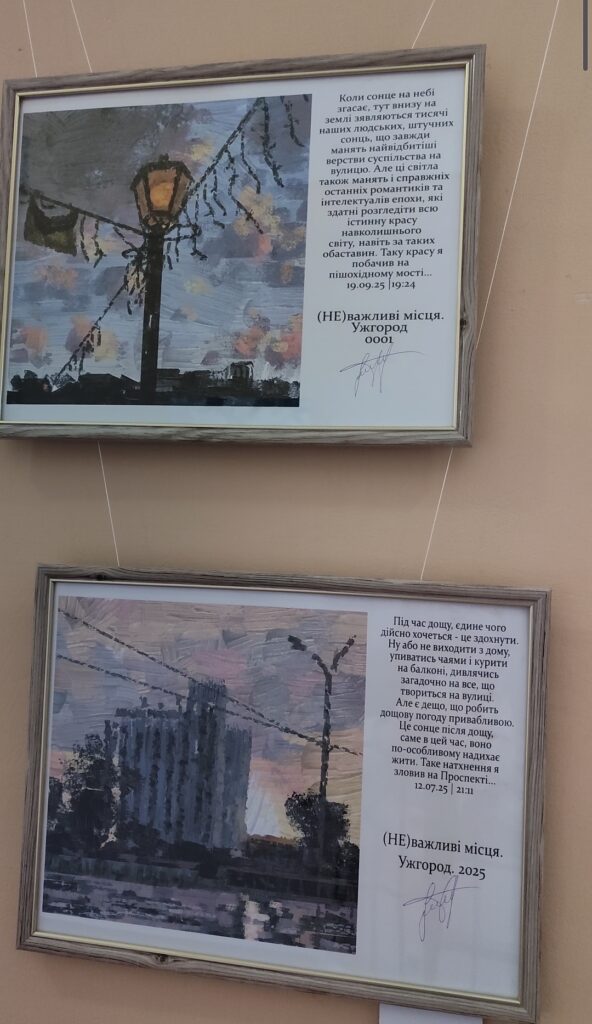 Коли сонце на небі
згасає, тут внизу на
землі зявляються тисячі
наших людських, штучних
сонць, що завжди
манять найвідбитіші
верстви суспільства на
вулицю. Але ці світла
також манять і справжніх
останніх романтиків та
інтелектуалів епохи, які
здатні розгледіти всю
істинну красу
навколишнього
світу, навіть за таких
обаставин. Таку красу я
побачив на
пішохідному мості...
19.09.25 |19:24
(НЕ)важливі місця.
Ужгород
0001
Під час дощу, єдине чого
дійсно хочеться - це здохнути.
Ну або не виходити з дому,
упиватись чаями і курити
на балконі, дивлячись
загадочно на все, що
твориться на вулиці.
Але є дещо, що робить
дощову погоду привабливою.
Це сонце після дощу,
саме в цей час, воно
по-особливому надихає
жити. Таке натхнення я
зловив на Проспекті...
12.07.25 | 21:11
(НЕ)важливі місця.
Ужгород. 2025